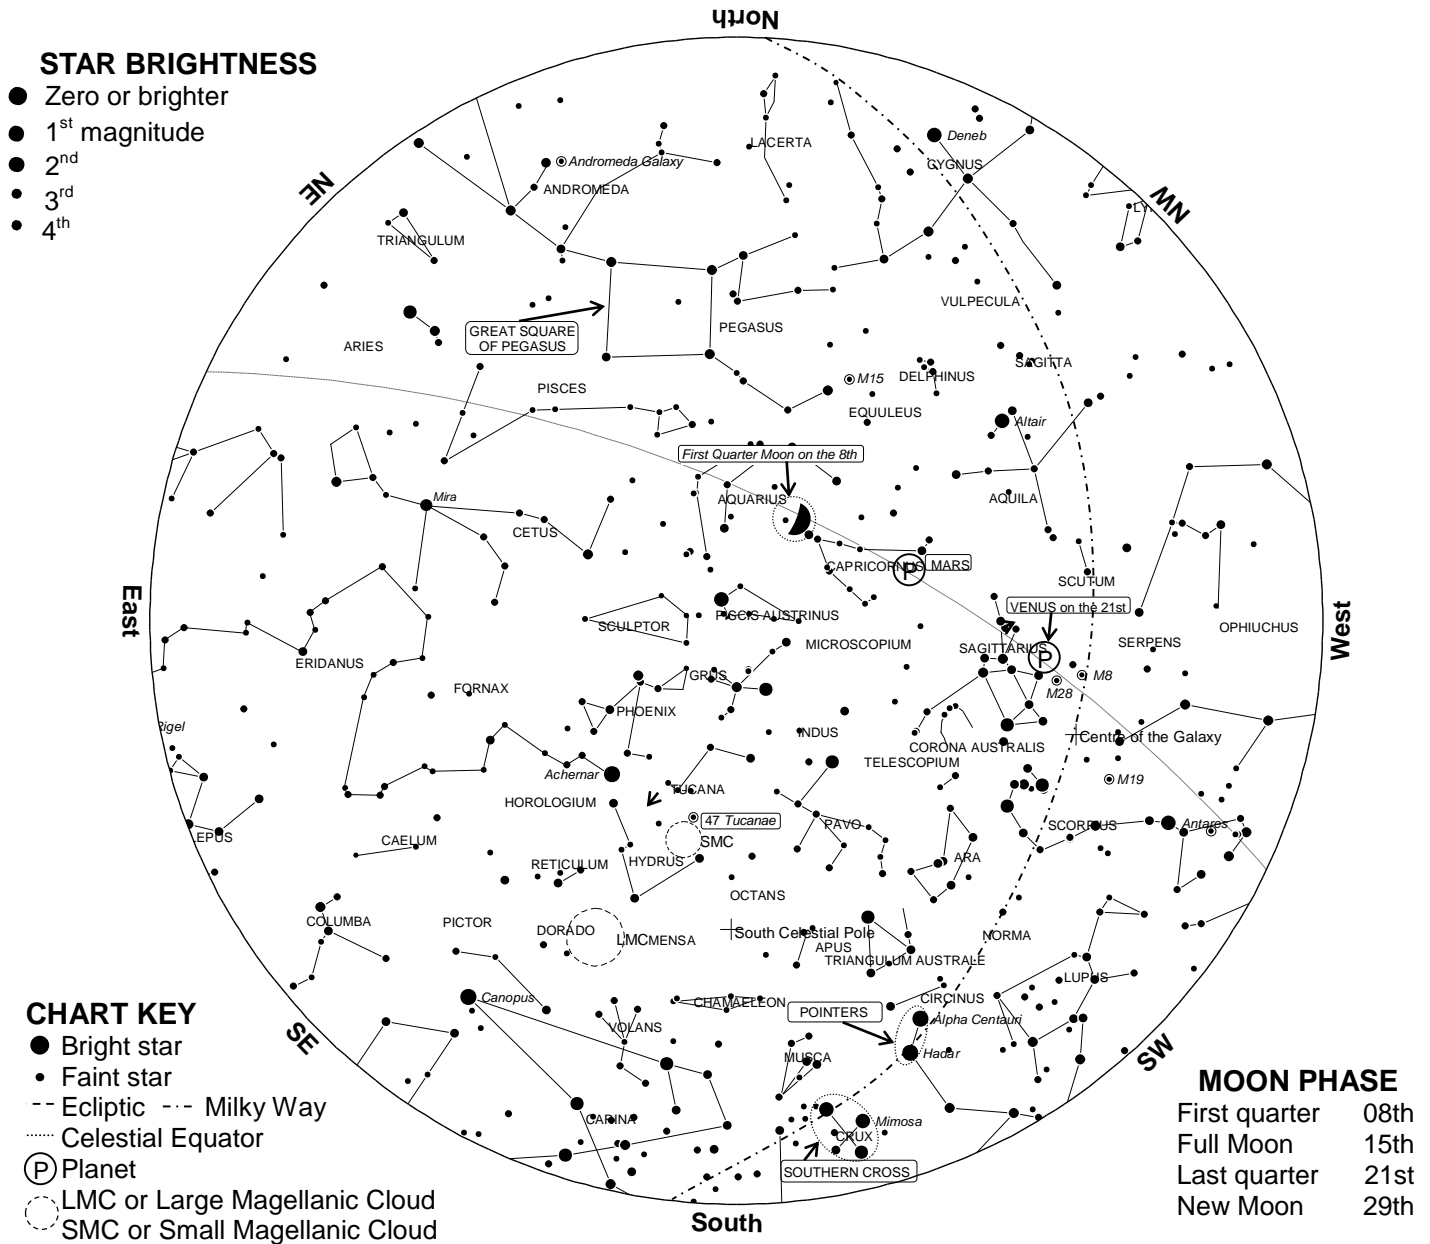 North
STAR BRIGHTNESS
Zero or brighter
1st magnitude
2nd
3rd
4th
NE
NW
LACERTA
Deneb
CYGNUS
Andromeda Galaxy
ANDROMEDA
TRIANGULUM
VULPECULA
GREAT SQUARE
OF PEGASUS
PEGASUS
ARIES
SAGITTA
PISCES
M15
DELPHINUS
EQUULEUS
Altair
First Quarter Moon on the 8th
Mira
AQUARIUS
AQUILA
CETUS
CAPRICORNUS
P
MARS
SCUTUM
East
West
PISCIS AUSTRINUS
VENUS on the 21st
SCULPTOR
MICROSCOPIUM
SAGITTARIUS
P
SERPENS
OPHIUCHUS
ERIDANUS
GRUS
M8
M28
FORNAX
PHOENIX
Rigel
INDUS
CORONA AUSTRALIS
Centre of the Galaxy
TELESCOPIUM
Achernar
M19
HOROLOGIUM
TUCANA
47 Tucanae
PAVO
SCORPIUS
Antares
LEPUS
CAELUM
SMC
RETICULUM
HYDRUS
ARA
OCTANS
COLUMBA
PICTOR
DORADO
LMC
MENSA
South Celestial Pole
APUS
NORMA
TRIANGULUM AUSTRALE
LUPUS
Canopus
CHAMAELEON
CIRCINUS
POINTERS
Alpha Centauri
VOLANS
MUSCA
Hadar
SE
SW
CARINA
Mimosa
CRUX
SOUTHERN CROSS
South
CHART KEY
Bright star
Faint star
Ecliptic
Milky Way
Celestial Equator
P Planet
LMC or Large Magellanic Cloud
SMC or Small Magellanic Cloud
MOON PHASE
First quarter 08th
Full Moon 15th
Last quarter 21st
New Moon 29th